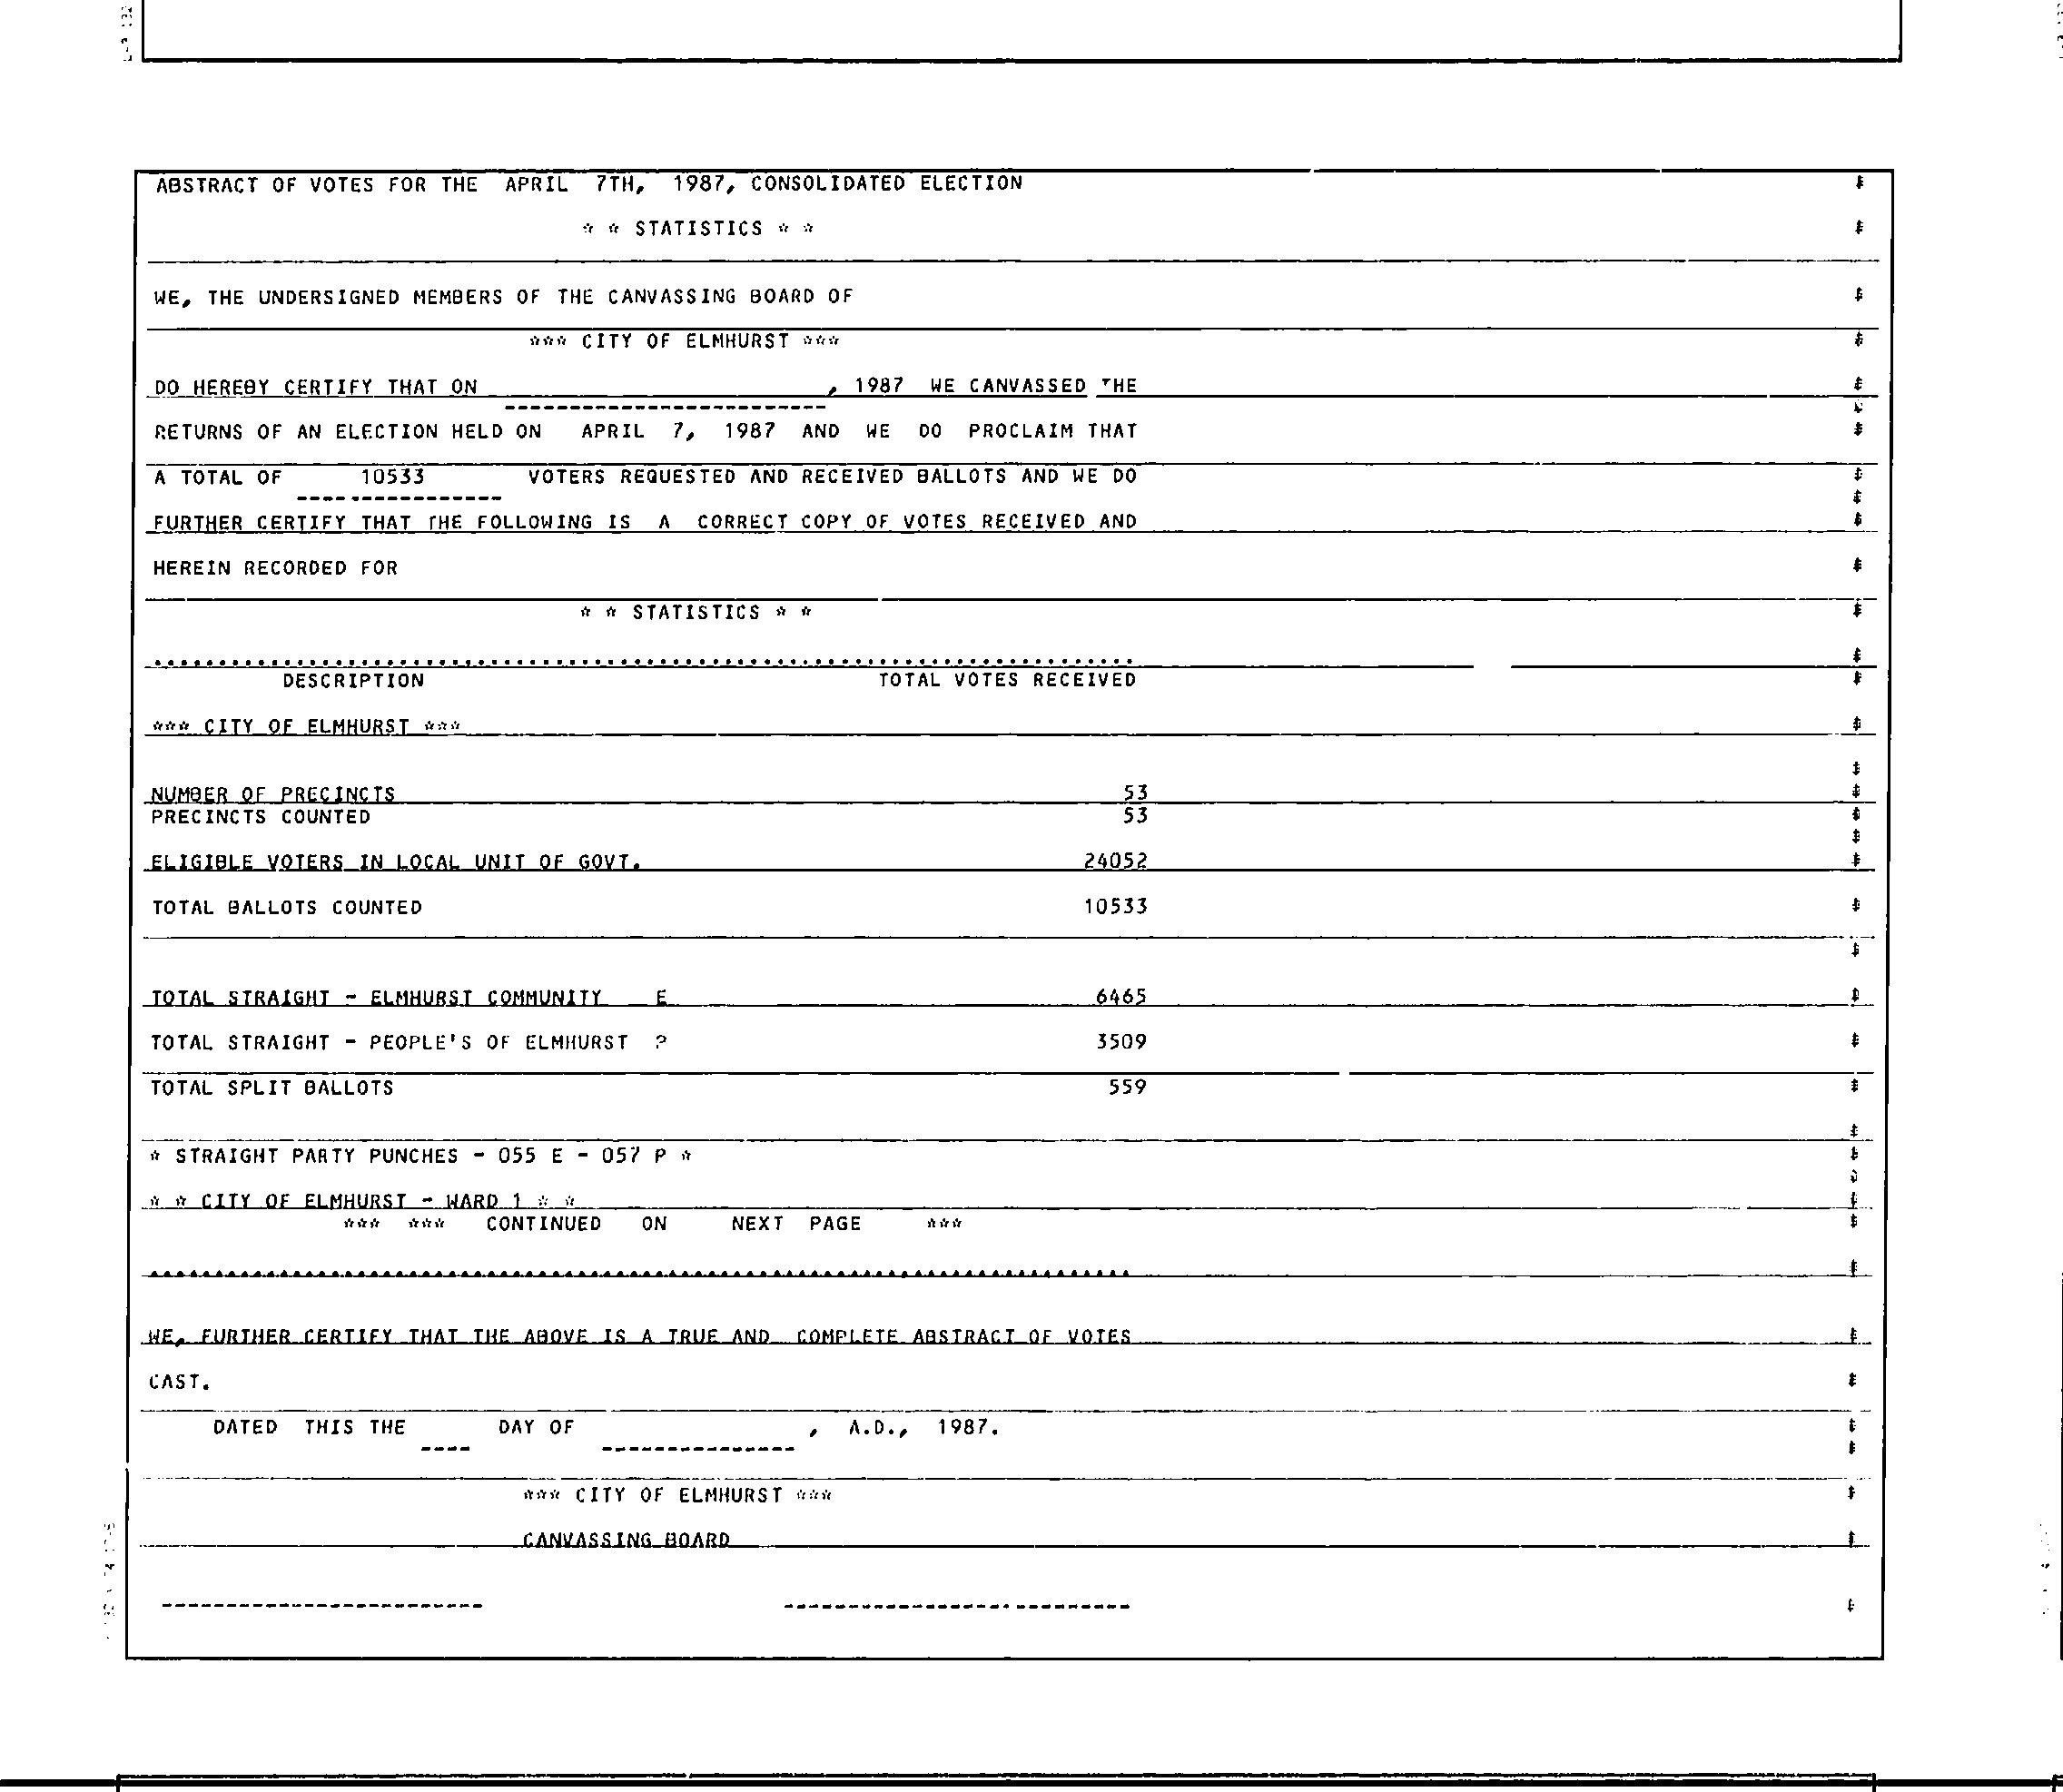 ABSTRACT OF VOTES FOR THE APRIL 7TH, 1987, CONSOLIDATED ELECTION
* * STATISTICS * *
WE, THE UNDERSIGNED MEMBERS OF THE CANVASSING BOARD OF
*** CITY OF ELMHURST ***
DO HEREBY CERTIFY THAT ON , 1987 WE CANVASSED THE
RETURNS OF AN ELECTION HELD ON APRIL 7, 1987 AND WE DO PROCLAIM THAT
A TOTAL OF 10533 VOTERS REQUESTED AND RECEIVED BALLOTS AND WE DO
FURTHER CERTIFY THAT THE FOLLOWING IS A CORRECT COPY OF VOTES RECEIVED AND
HEREIN RECORDED FOR
* * STATISTICS * *
DESCRIPTION TOTAL VOTES RECEIVED
*** CITY OF ELMHURST ***
NUMBER OF PRECINCTS 53
PRECINCTS COUNTED 53
ELIGIBLE VOTERS IN LOCAL UNIT OF GOVT. 24052
TOTAL BALLOTS COUNTED 10533
TOTAL STRAIGHT - ELMHURST COMMUNITY E 6465
TOTAL STRAIGHT - PEOPLE'S OF ELMHURST P 3509
TOTAL SPLIT BALLOTS 559
* STRAIGHT PARTY PUNCHES - 055 E - 057 P *
* * CITY OF ELMHURST - WARD 1 * *
*** *** CONTINUED ON NEXT PAGE ***
WE, FURTHER CERTIFY THAT THE ABOVE IS A TRUE AND COMPLETE ABSTRACT OF VOTES
CAST.
DATED THIS THE ---- DAY OF --------------- , A.D., 1987.
*** CITY OF ELMHURST ***
CANVASSING BOARD